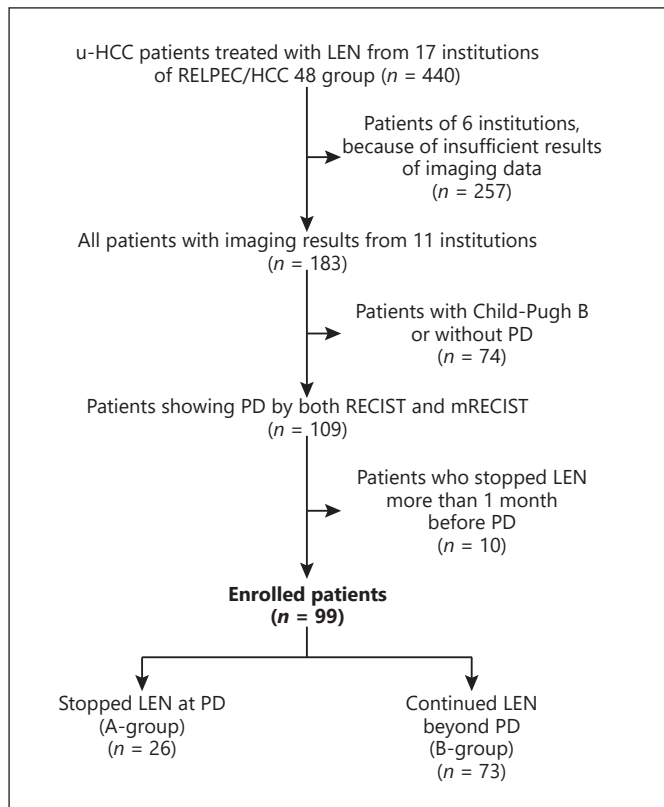 u-HCC patients treated with LEN from 17 institutions
of RELPEC/HCC 48 group (n = 440)
Patients of 6 institutions,
because of insufficient results
of imaging data
(n = 257)
All patients with imaging results from 11 institutions
(n = 183)
Patients with Child-Pugh B
or without PD
(n = 74)
Patients showing PD by both RECIST and mRECIST
(n = 109)
Patients who stopped LEN
more than 1 month
before PD
(n = 10)
Enrolled patients
(n = 99)
Stopped LEN at PD
(A-group)
(n = 26)
Continued LEN
beyond PD
(B-group)
(n = 73)